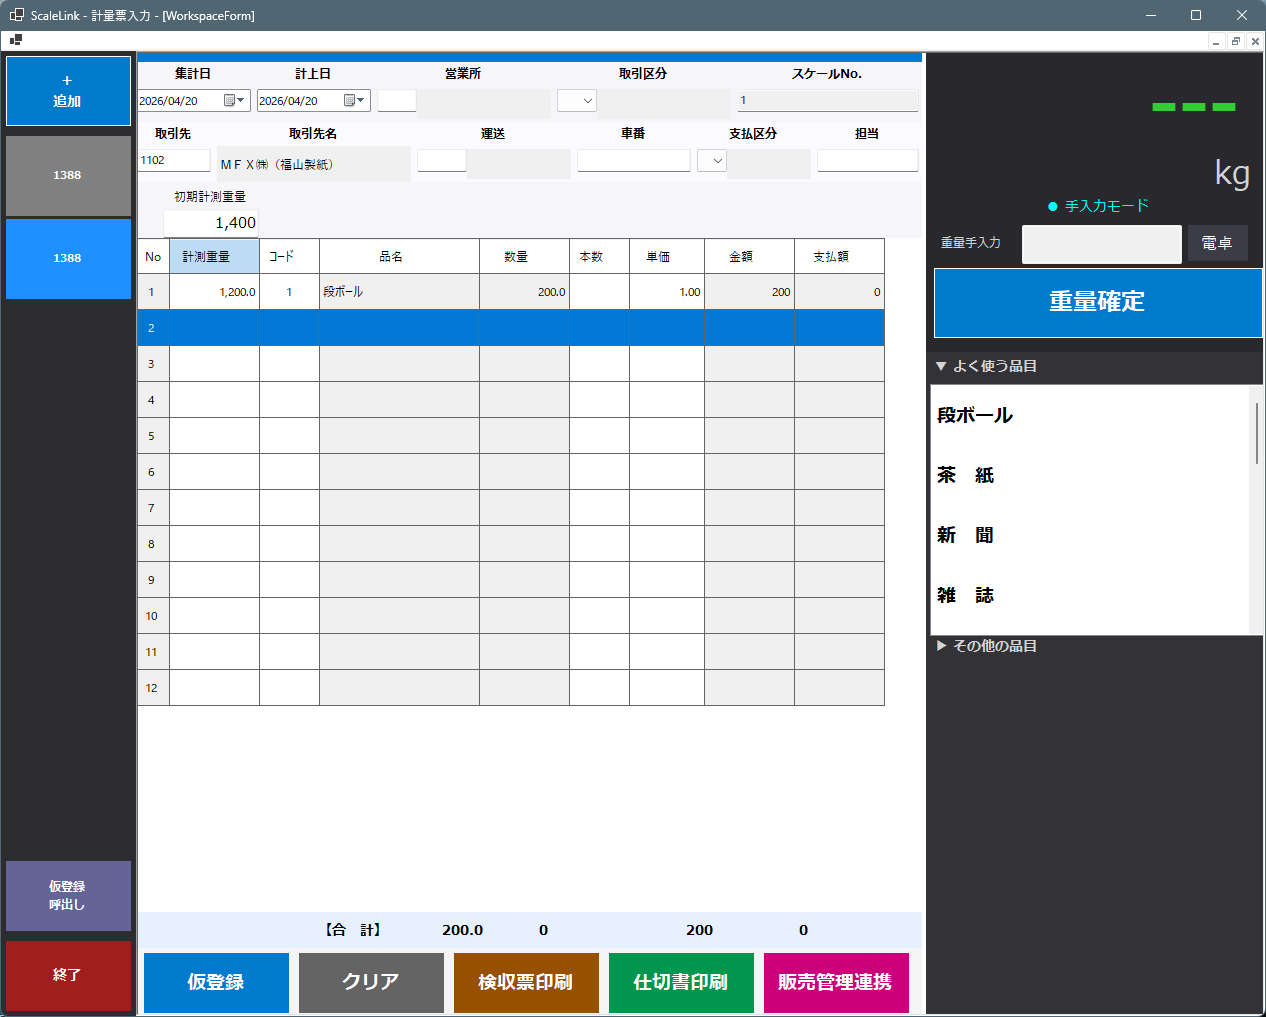 ScaleLink - 計量票入力 - [WorkspaceForm]
+
追加
1388
1388
仮登録
呼出し
終了
集計日 計上日 営業所 取引区分 スケールNo.
2026/04/20 2026/04/20 1
取引先 取引先名 運送 車番 支払区分 担当
1102 ＭＦＸ㈱（福山製紙）
初期計測重量
1,400
No 計測重量 コード 品名 数量 本数 単価 金額 支払額
1 1,200.0 1 段ボール 200.0 1.00 200 0
2
3
4
5
6
7
8
9
10
11
12
【合　計】 200.0 0 200 0
仮登録 クリア 検収票印刷 仕切書印刷 販売管理連携
---
kg
● 手入力モード
重量手入力 電卓
重量確定
▼ よく使う品目
段ボール
茶　紙
新　聞
雑　誌
▶ その他の品目